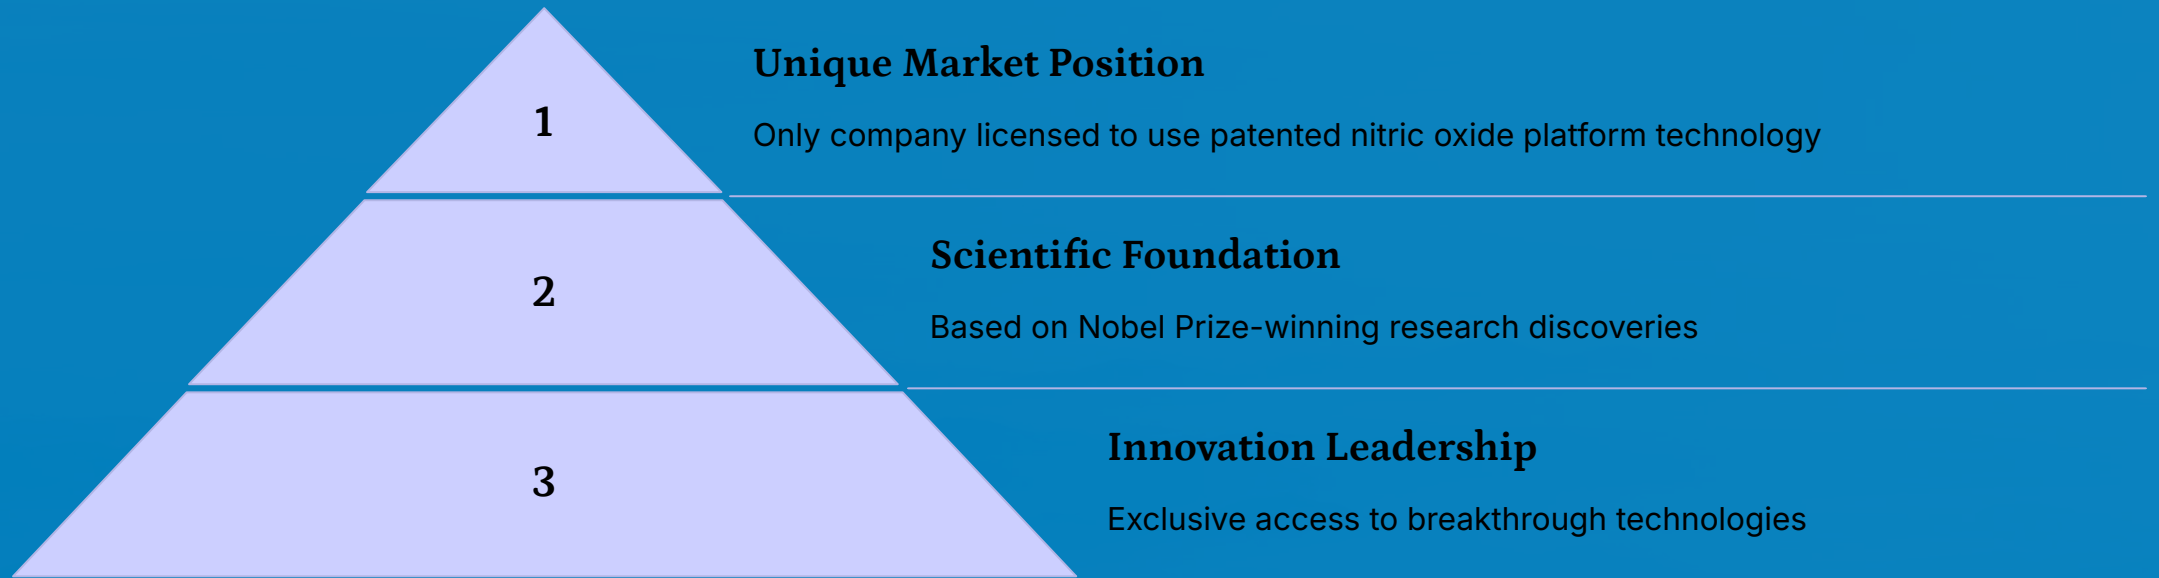 1
Unique Market Position
Only company licensed to use patented nitric oxide platform technology
2
Scientific Foundation
Based on Nobel Prize-winning research discoveries
3
Innovation Leadership
Exclusive access to breakthrough technologies